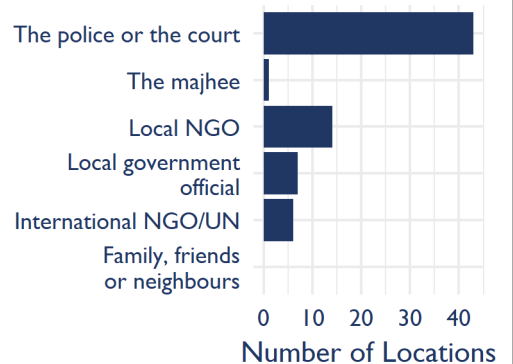 The police or the court
The majhee
Local NGO
Local government
official
International NGO/UN
Family, friends
or neighbours
0 10 20 30 40
Number of Locations